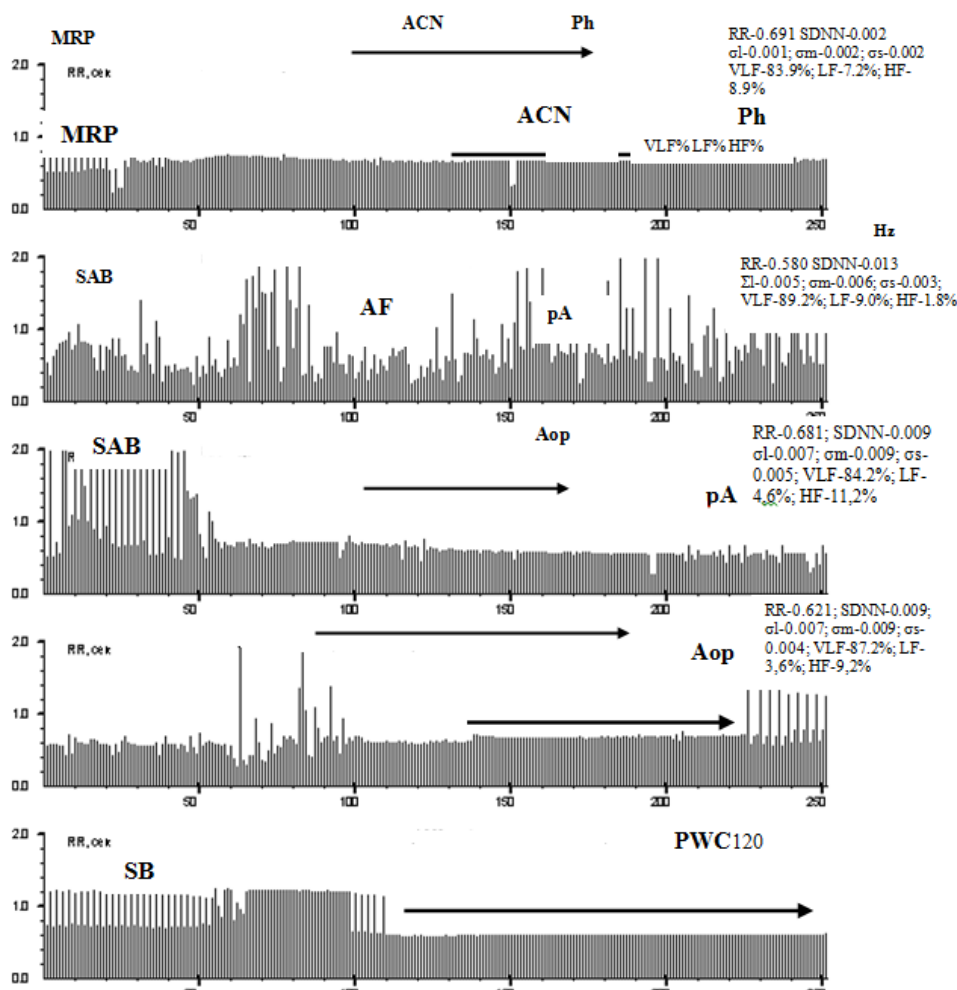 MRP
ACN
Ph
RR-0.691 SDNN-0.002
σl-0.001; σm-0.002; σs-0.002
VLF-83.9%; LF-7.2%; HF-
8.9%
2.0
RR, сек
MRP
ACN
Ph
VLF% LF% HF%
1.0
0.0
50
100
150
200
250
Hz
2.0
SAB
AF
pA
RR-0.580 SDNN-0.013
Σl-0.005; σm-0.006; σs-0.003;
VLF-89.2%; LF-9.0%; HF-1.8%
1.0
0.0
50
100
150
200
250
2.0
SAB
R
Aop
pA
RR-0.681; SDNN-0.009
σl-0.007; σm-0.009; σs-
0.005; VLF-84.2%; LF-
4,6%; HF-11,2%
1.0
0.0
50
100
150
200
250
2.0
RR, сек
Aop
RR-0.621; SDNN-0.009;
σl-0.007; σm-0.009; σs-
0.004; VLF-87.2%; LF-
3,6%; HF-9,2%
1.0
0.0
50
100
150
200
250
2.0
RR, сек
SB
PWC120
1.0
0.0
50
100
150
200
250